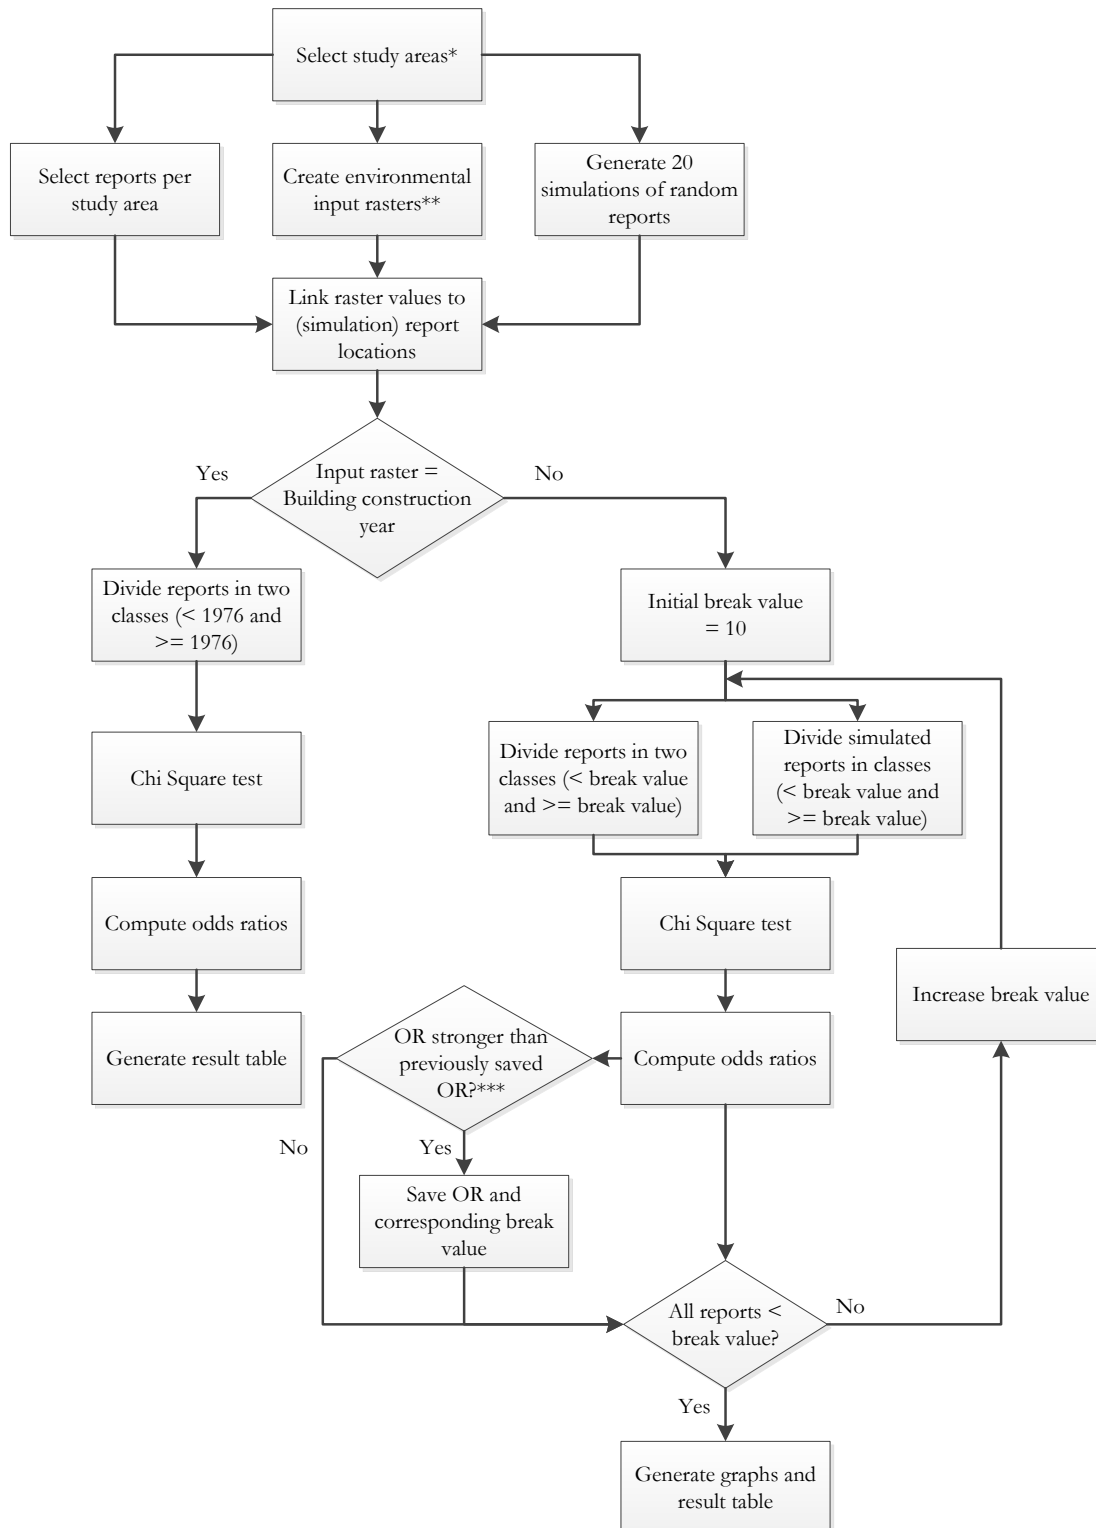 Select study areas*
Select reports per
study area
Create environmental
input rasters**
Generate 20
simulations of random
reports
Link raster values to
(simulation) report
locations
Input raster =
Building construction
year
Yes
No
Divide reports in two
classes (< 1976 and
>= 1976)
Initial break value
= 10
Chi Square test
Divide reports in two
classes (< break value
and >= break value)
Divide simulated
reports in classes
(< break value and
>= break value)
Compute odds ratios
Chi Square test
Increase break value
Generate result table
OR stronger than
previously saved
OR?***
Compute odds ratios
No
Yes
Save OR and
corresponding break
value
All reports <
break value?
No
Yes
Generate graphs and
result table